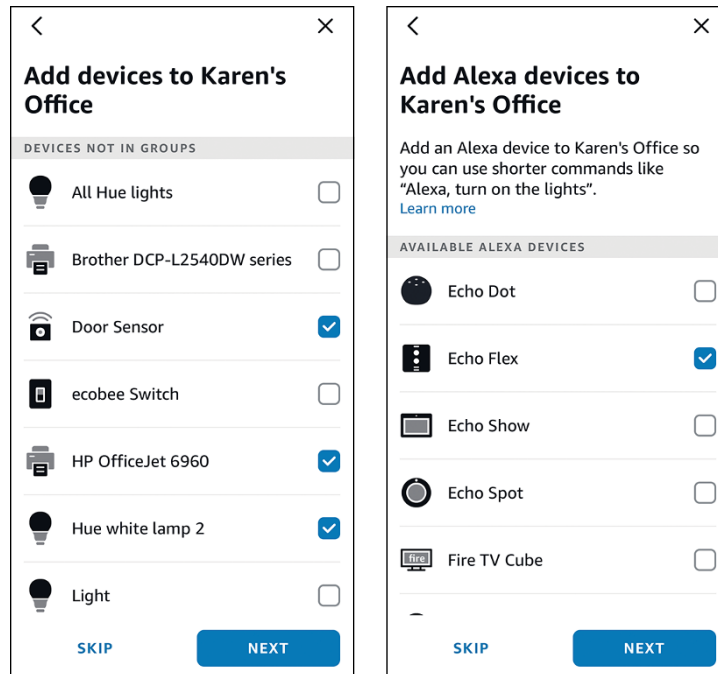 Add devices to Karen's
Office
DEVICES NOT IN GROUPS
All Hue lights
Brother DCP-L2540DW series
Door Sensor
ecobee Switch
HP OfficeJet 6960
Hue white lamp 2
Light
SKIP
NEXT
Add Alexa devices to
Karen's Office
Add an Alexa device to Karen's Office so
you can use shorter commands like
“Alexa, turn on the lights”.
Learn more
AVAILABLE ALEXA DEVICES
Echo Dot
Echo Flex
Echo Show
Echo Spot
fire
Fire TV Cube
SKIP
NEXT